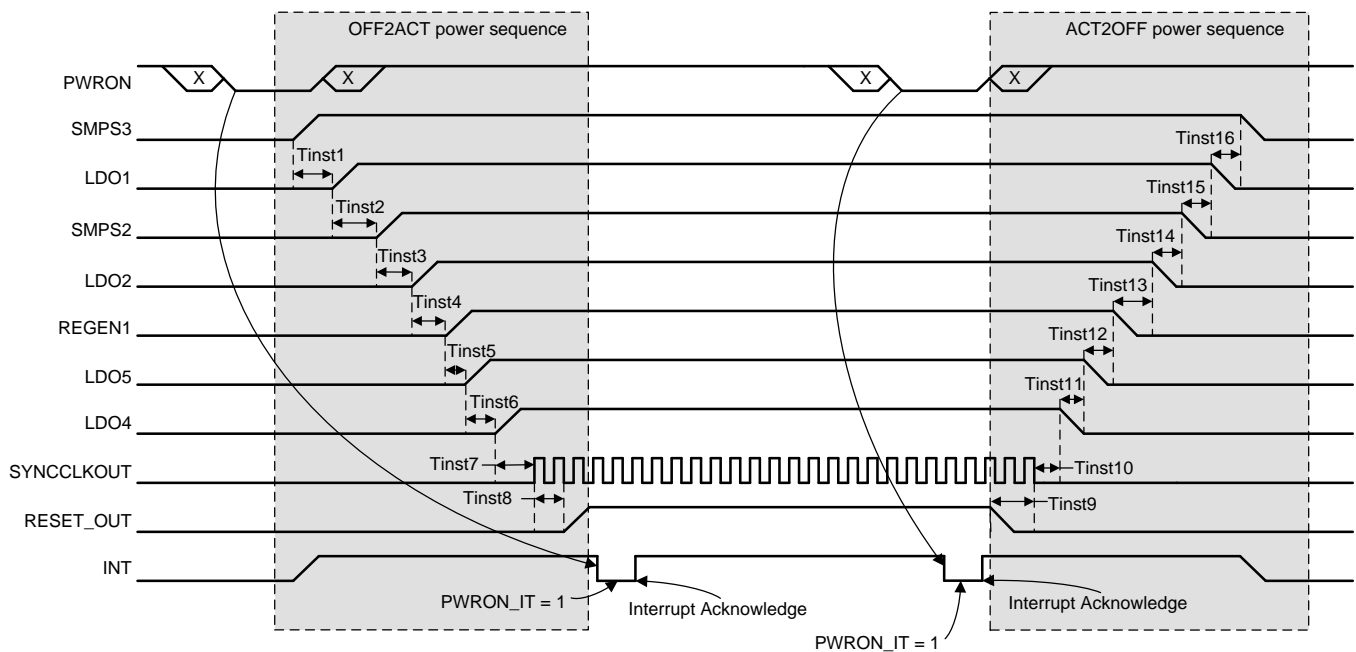 OFF2ACT power sequence
ACT2OFF power sequence
PWRON
X
X
X
X
SMPS3
Tinst1
Tinst16
LDO1
Tinst2
Tinst15
SMPS2
Tinst3
Tinst14
LDO2
Tinst4
Tinst13
REGEN1
Tinst5
Tinst12
LDO5
Tinst6
Tinst11
LDO4
Tinst7
Tinst10
SYNCCLKOUT
Tinst8
Tinst9
RESET_OUT
INT
PWRON_IT = 1
Interrupt Acknowledge
Interrupt Acknowledge
PWRON_IT = 1